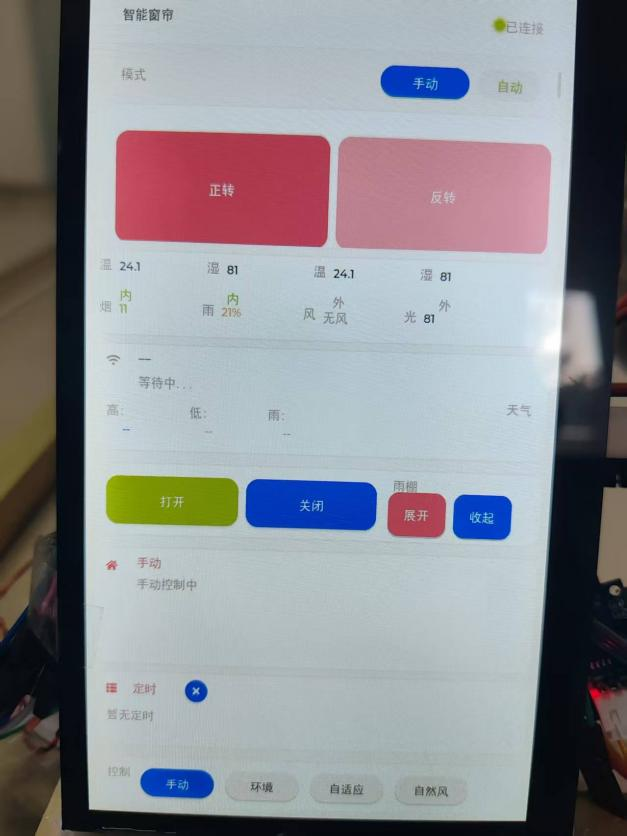 智能窗帘
已连接
模式
手动
自动
正转
反转
温 24.1
湿 81
温 24.1
湿 81
内
内
外
外
烟 11
雨 21%
风 无风
光 81
--
等待中...
高:
低:
雨:
天气
--
--
--
雨棚
打开
关闭
展开
收起
手动
手动控制中
定时
暂无定时
控制
手动
环境
自适应
自然风